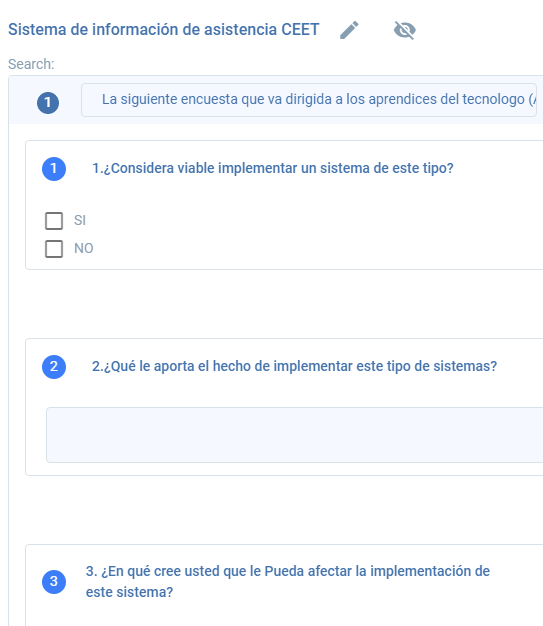 Sistema de información de asistencia CEET
Search:
1
La siguiente encuesta que va dirigida a los aprendices del tecnologo (
1
1.¿Considera viable implementar un sistema de este tipo?
SI
NO
2
2.¿Qué le aporta el hecho de implementar este tipo de sistemas?
3
3. ¿En qué cree usted que le Pueda afectar la implementación de
este sistema?